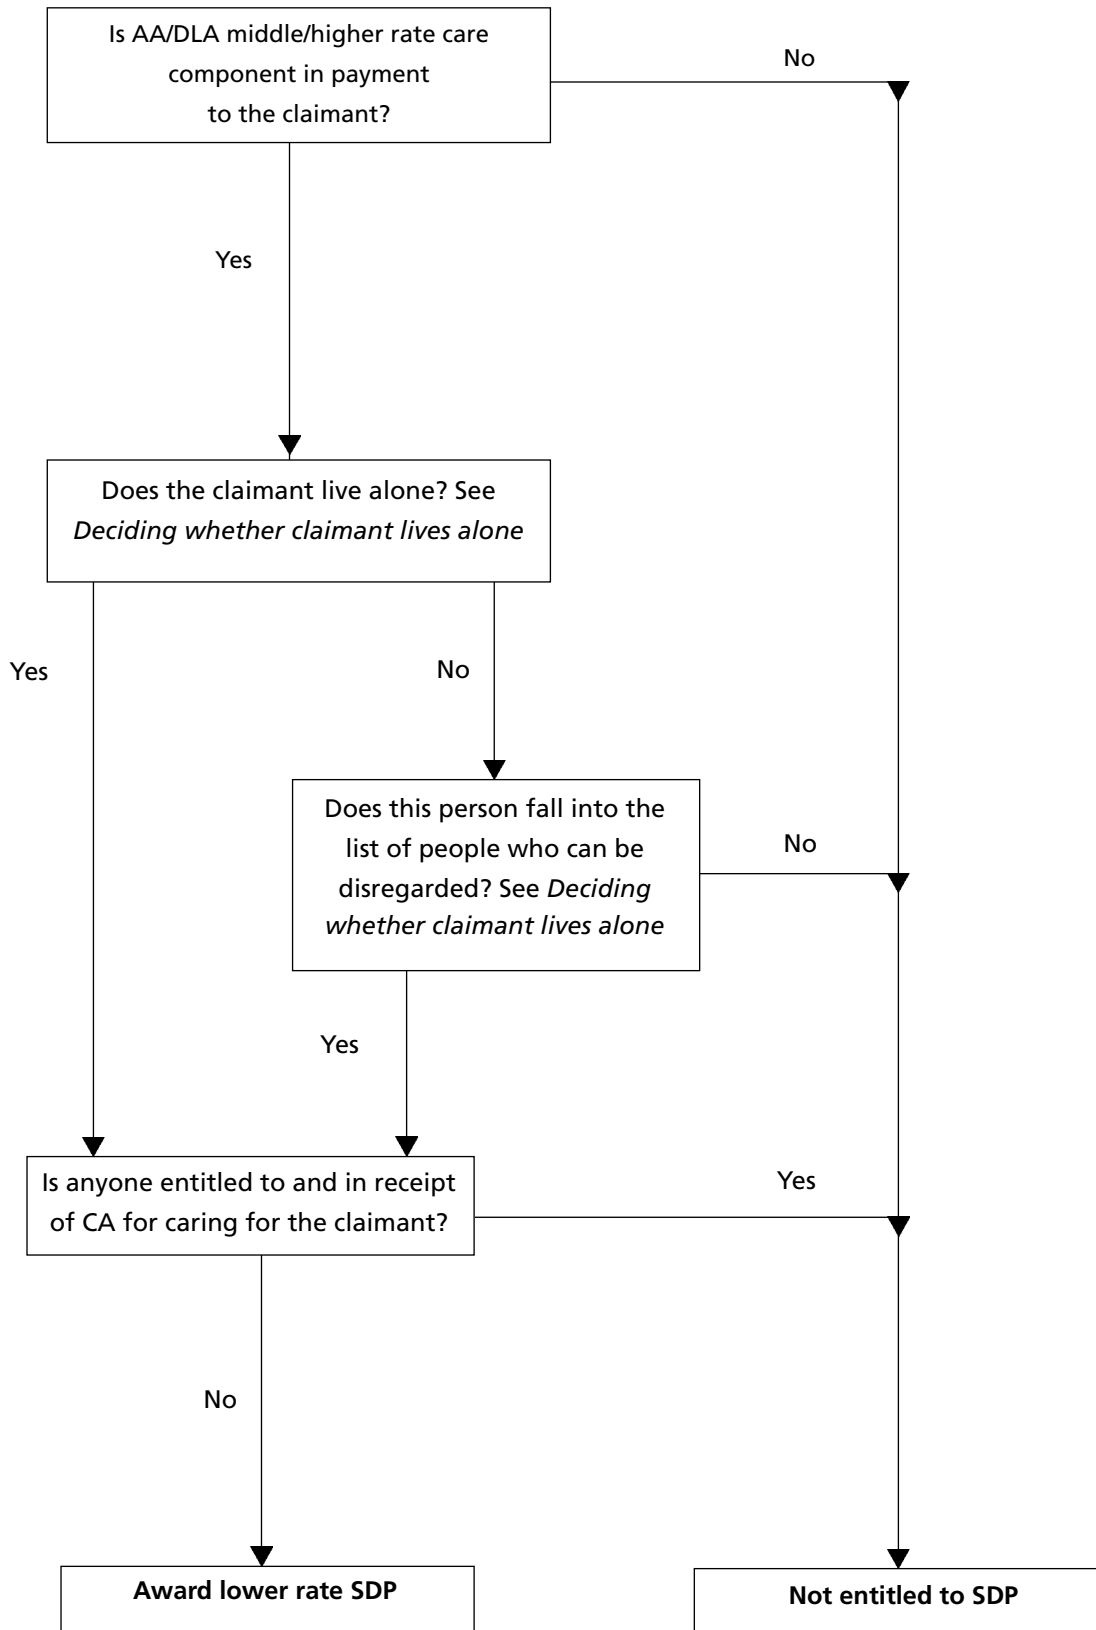 Is AA/DLA middle/higher rate care
component in payment
to the claimant?
No
Yes
Does the claimant live alone? See
Deciding whether claimant lives alone
Yes
No
Does this person fall into the
list of people who can be
disregarded? See Deciding
whether claimant lives alone
No
Yes
Is anyone entitled to and in receipt
of CA for caring for the claimant?
Yes
No
Award lower rate SDP
Not entitled to SDP